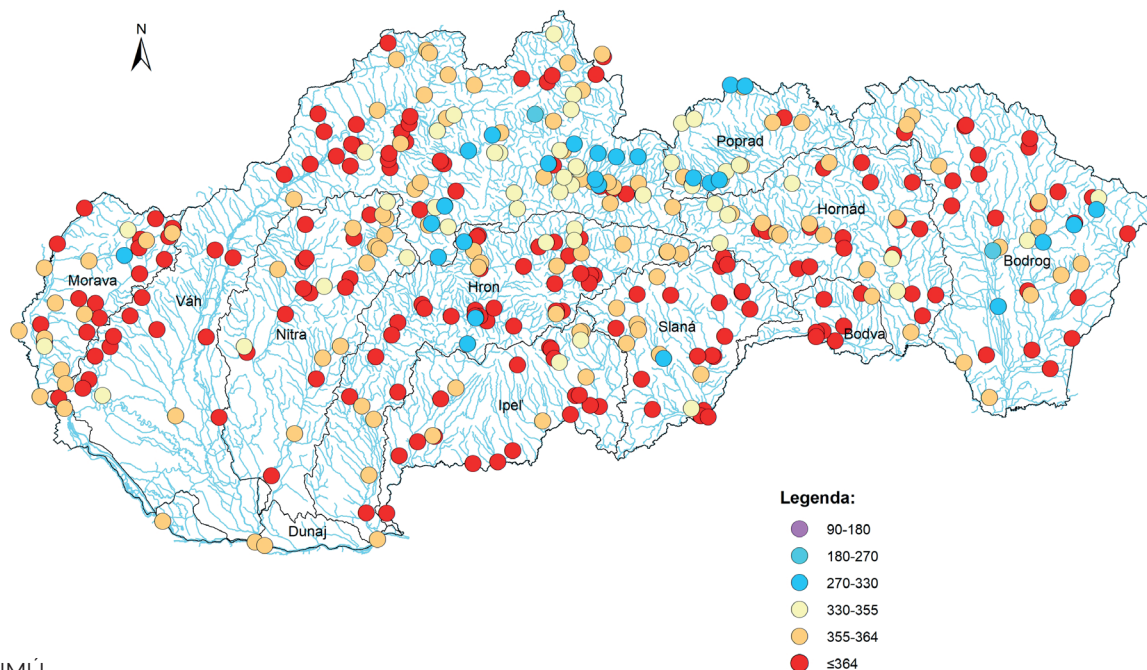 N
Poprad
Hornád
Morava
Bodrog
Váh
Hron
Nitra
Slaná
Bodva
Ipeľ
Dunaj
Legenda:
90-180
180-270
270-330
330-355
355-364
≤364